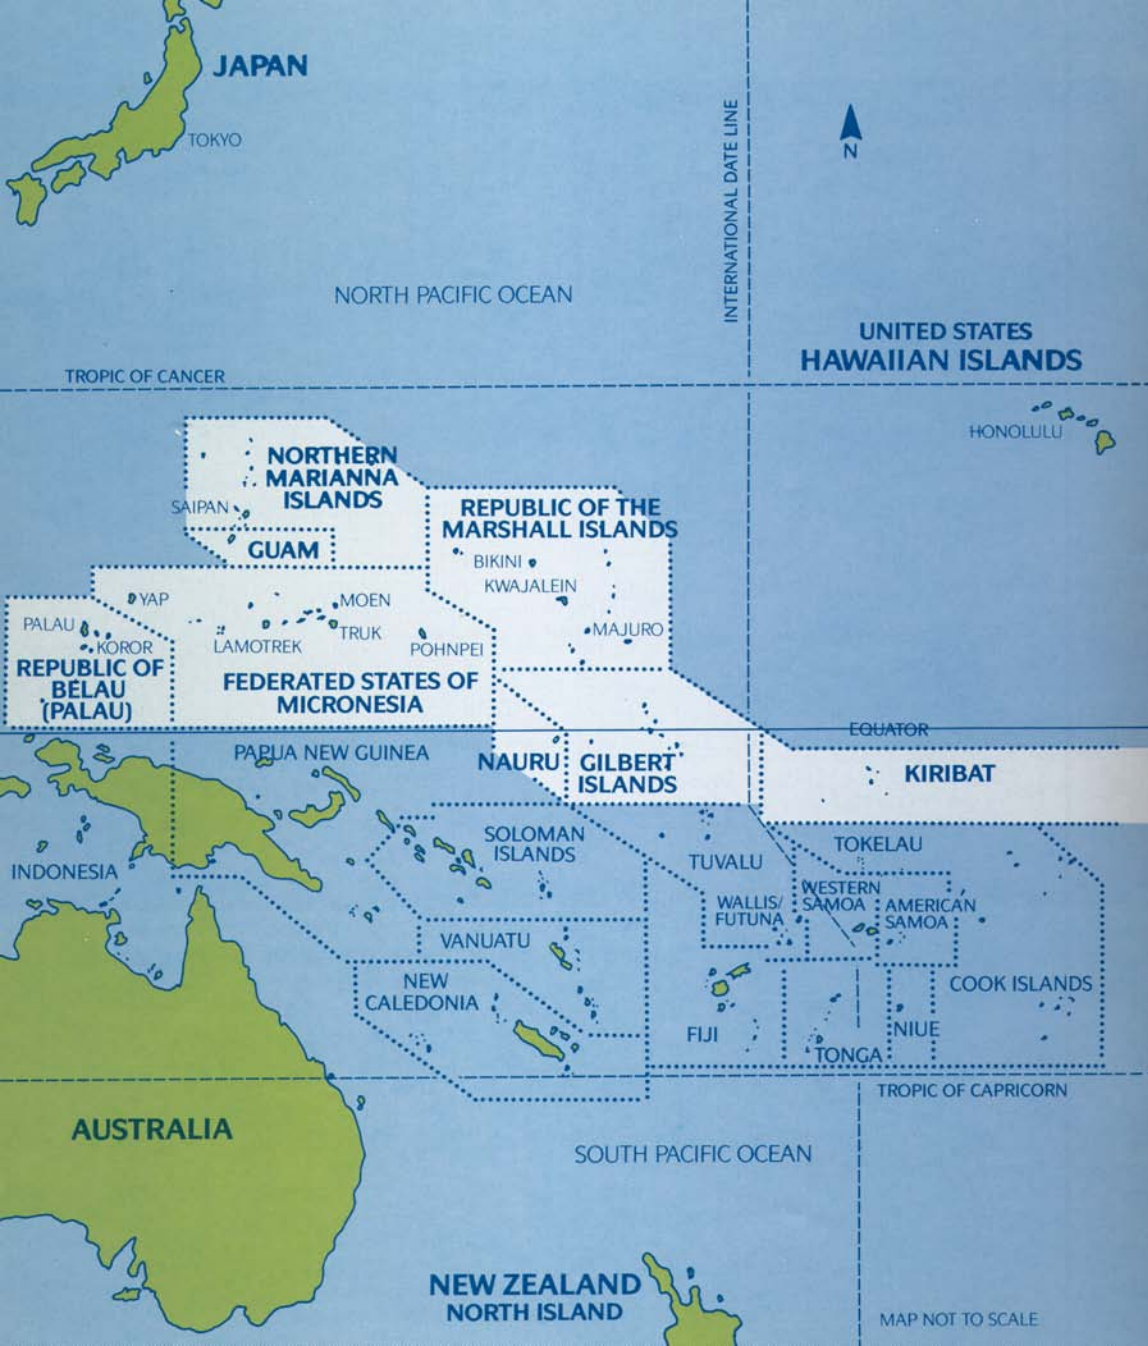 JAPAN
TOKYO
INTERNATIONAL DATE LINE
N
NORTH PACIFIC OCEAN
UNITED STATES
HAWAIIAN ISLANDS
TROPIC OF CANCER
HONOLULU
NORTHERN
MARIANNA
ISLANDS
SAIPAN
GUAM
REPUBLIC OF THE
MARSHALL ISLANDS
BIKINI
KWAJALEIN
MAJURO
YAP
MOEN
PALAU
KOROR
LAMOTREK
TRUK
POHNPEI
REPUBLIC OF
BELAU
(PALAU)
FEDERATED STATES OF
MICRONESIA
EQUATOR
PAPUA NEW GUINEA
NAURU
GILBERT
ISLANDS
KIRIBAT
INDONESIA
SOLOMAN
ISLANDS
TUVALU
TOKELAU
WALLIS/
FUTUNA
WESTERN
SAMOA
AMERICAN
SAMOA
VANUATU
NEW
CALEDONIA
COOK ISLANDS
FIJI
TONGA
NIUE
TROPIC OF CAPRICORN
AUSTRALIA
SOUTH PACIFIC OCEAN
NEW ZEALAND
NORTH ISLAND
MAP NOT TO SCALE